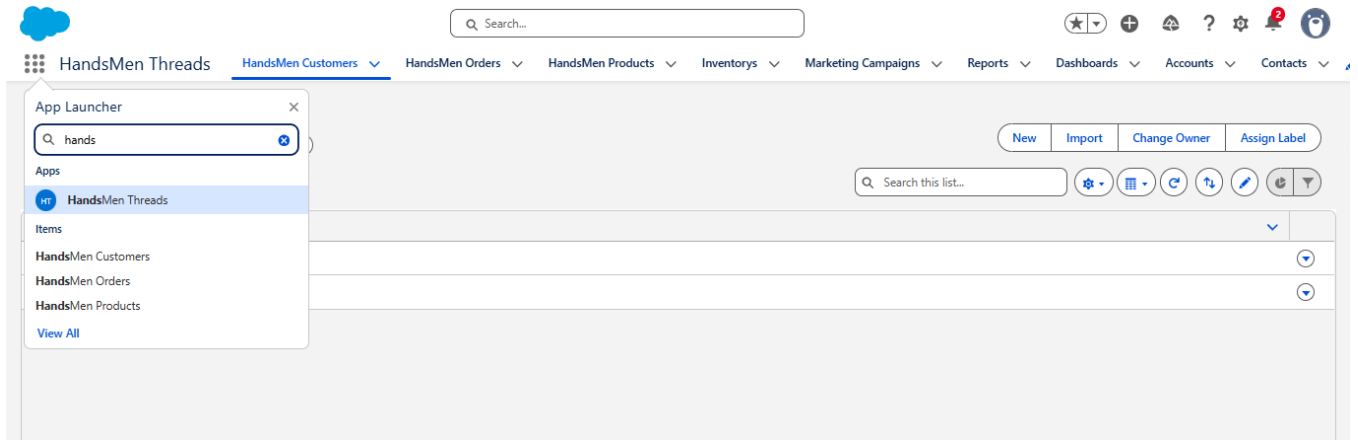 Search...
2
HandsMen Threads HandsMen Customers HandsMen Orders HandsMen Products Inventorys Marketing Campaigns Reports Dashboards Accounts Contacts
App Launcher
hands
New Import Change Owner Assign Label
Apps
Search this list...
HT HandsMen Threads
Items
HandsMen Customers
HandsMen Orders
HandsMen Products
View All